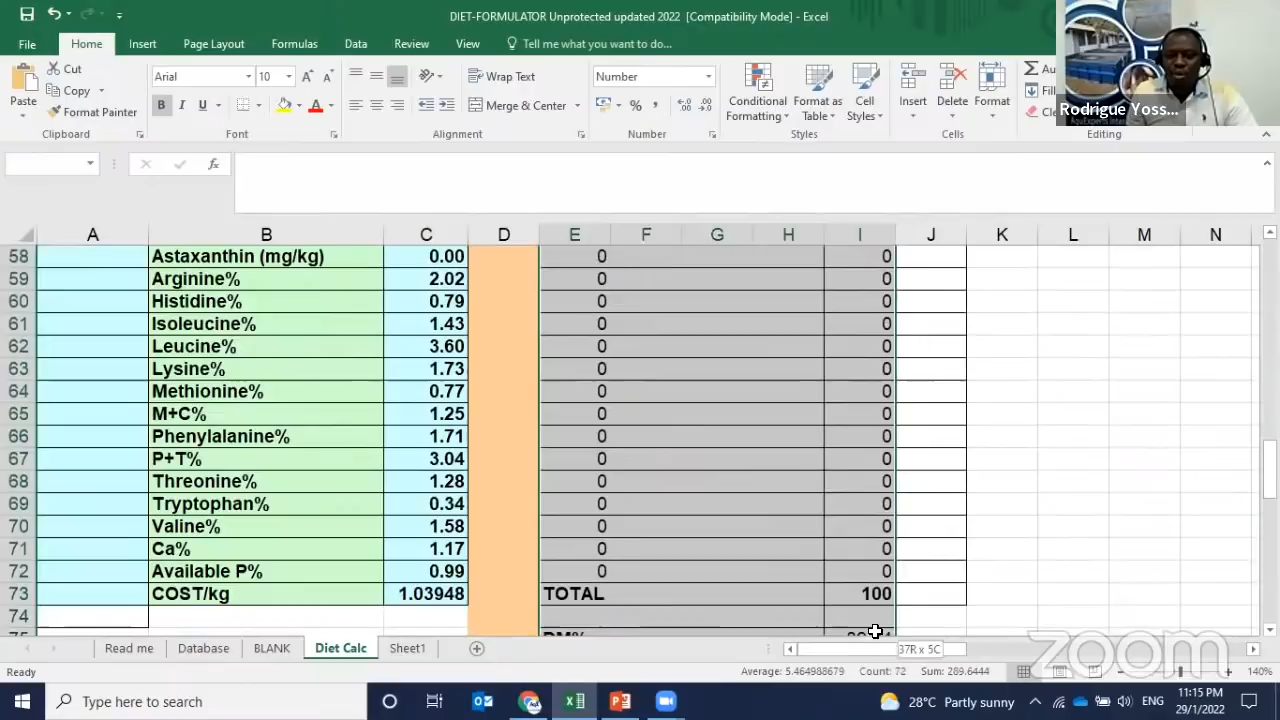 DIET-FORMULATOR Unprotected updated 2022 [Compatibility Mode] - Excel
File Home Insert Page Layout Formulas Data Review View Tell me what you want to do...
Rodrigue Yoss...
Paste
Cut
Copy
Format Painter
Clipboard
Arial 10
B I U
Font
Wrap Text
Merge & Center
Alignment
Number
Number
Conditional Formatting
Format as Table
Cell Styles
Styles
Insert Delete Format
Cells
Au
Fill
Cle
Editing
A B C D E F G H I J K L M N
58 Astaxanthin (mg/kg) 0.00 0 0
59 Arginine% 2.02 0 0
60 Histidine% 0.79 0 0
61 Isoleucine% 1.43 0 0
62 Leucine% 3.60 0 0
63 Lysine% 1.73 0 0
64 Methionine% 0.77 0 0
65 M+C% 1.25 0 0
66 Phenylalanine% 1.71 0 0
67 P+T% 3.04 0 0
68 Threonine% 1.28 0 0
69 Tryptophan% 0.34 0 0
70 Valine% 1.58 0 0
71 Ca% 1.17 0 0
72 Available P% 0.99 0 0
73 COST/kg 1.03948 TOTAL 100
74
Read me Database BLANK Diet Calc Sheet1
37R x 5C
zoom
Ready Average: 5.464988679 Count: 72 Sum: 289.6444 140%
Type here to search
28°C Partly sunny
ENG
11:15 PM
29/1/2022